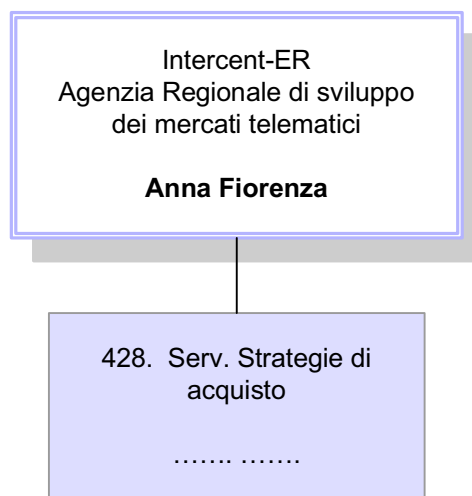 Intercent-ER
Agenzia Regionale di sviluppo
dei mercati telematici
Anna Fiorenza
428.  Serv. Strategie di
acquisto
....... .......